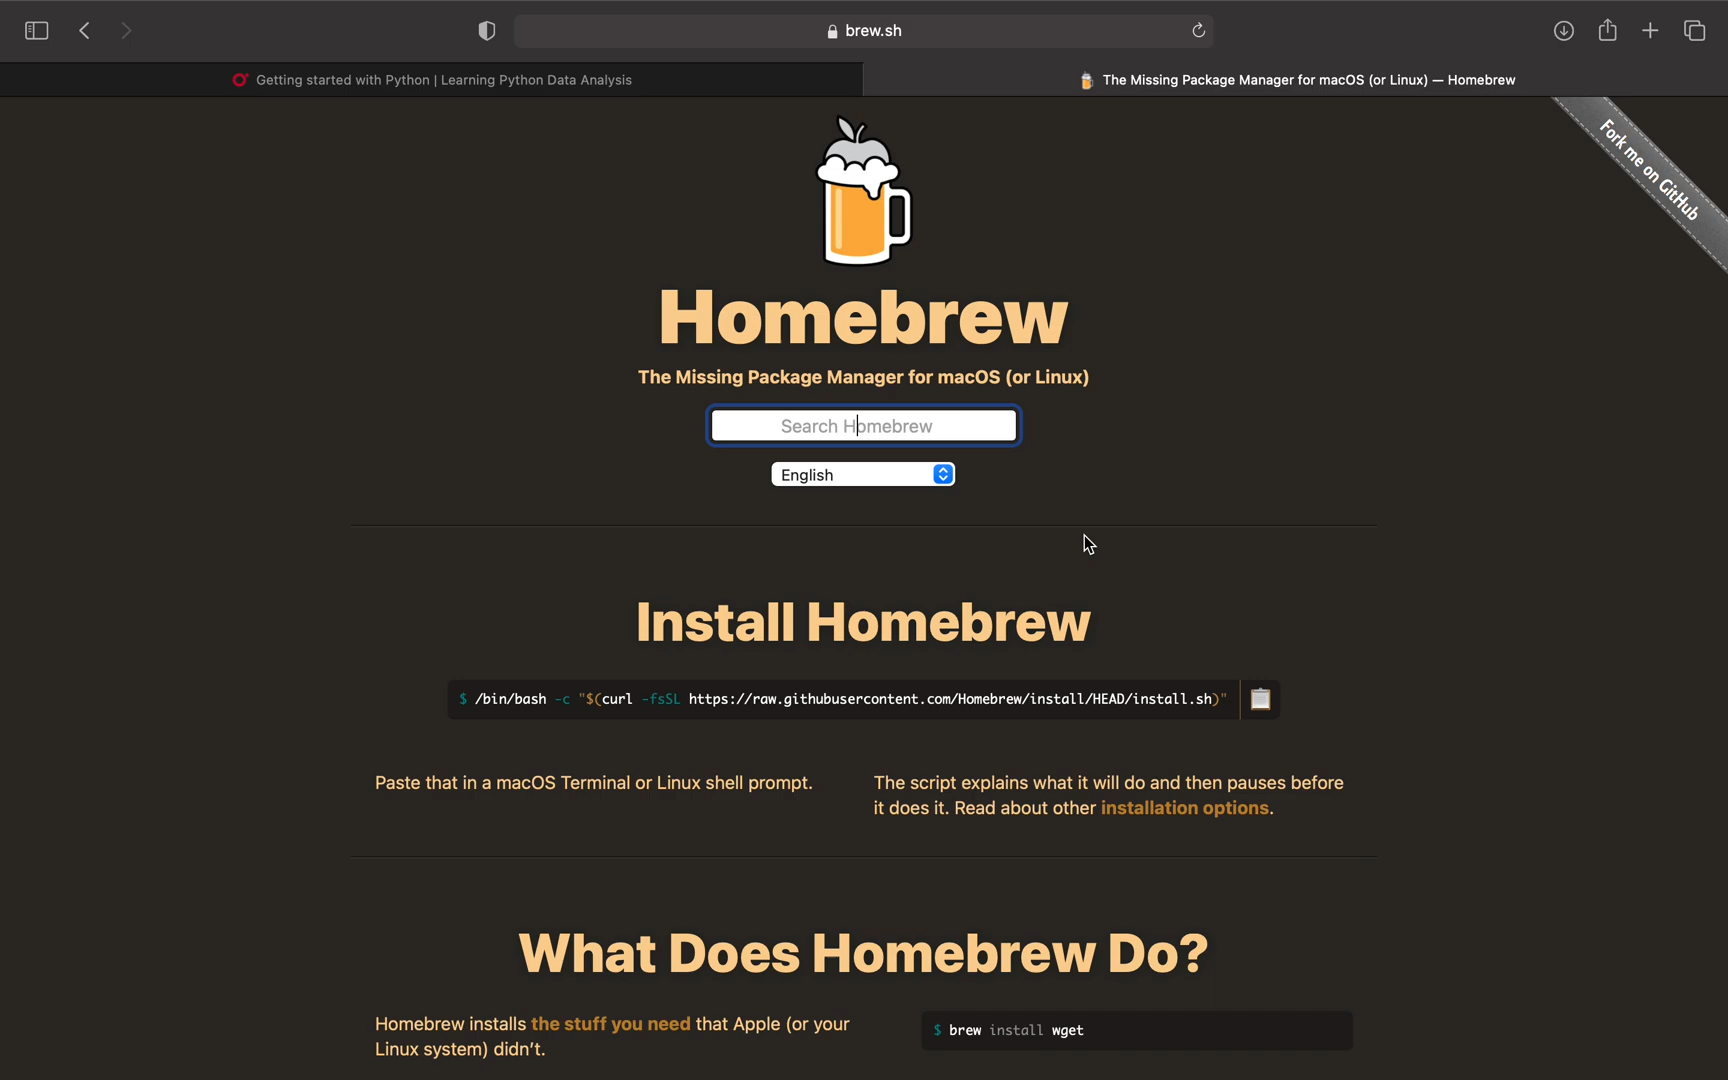 brew.sh
Getting started with Python | Learning Python Data Analysis
The Missing Package Manager for macOS (or Linux) — Homebrew
Fork me on GitHub
Homebrew
The Missing Package Manager for macOS (or Linux)
Search Homebrew
English
Install Homebrew
$ /bin/bash -c "$(curl -fsSL https://raw.githubusercontent.com/Homebrew/install/HEAD/install.sh)"
Paste that in a macOS Terminal or Linux shell prompt.
The script explains what it will do and then pauses before
it does it. Read about other installation options.
What Does Homebrew Do?
Homebrew installs the stuff you need that Apple (or your
Linux system) didn’t.
$ brew install wget